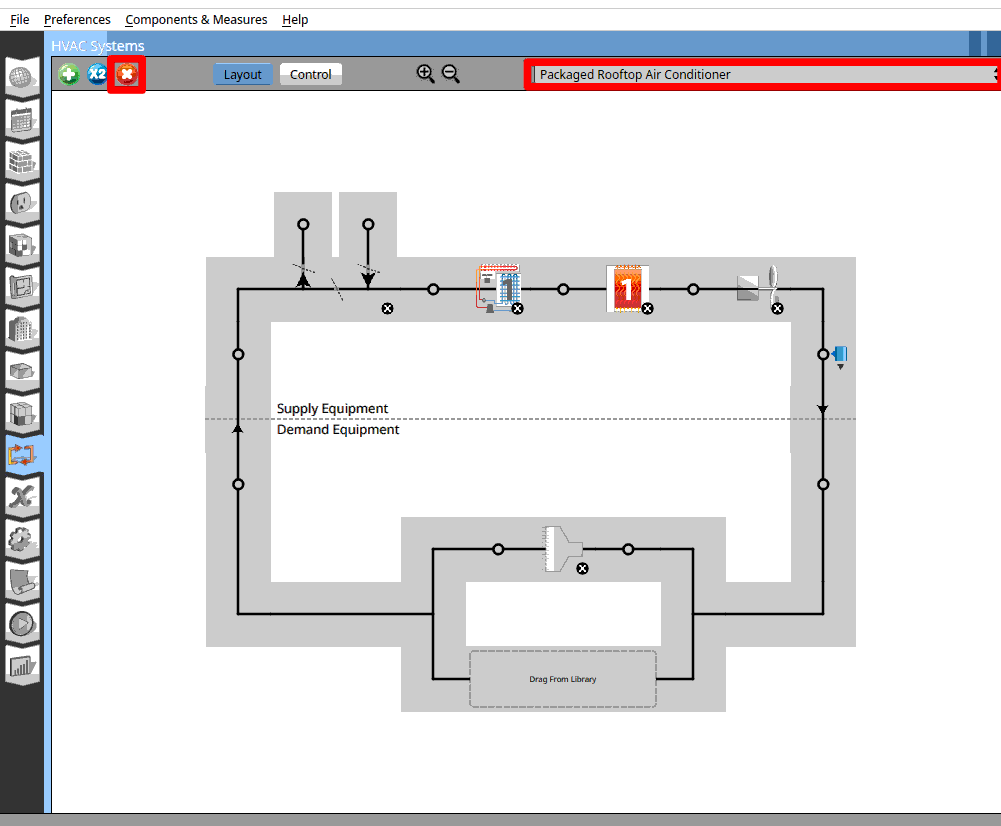 File Preferences Components & Measures Help
HVAC Systems
X2 Layout Control Packaged Rooftop Air Conditioner
1 1
Supply Equipment
Demand Equipment
Drag From Library